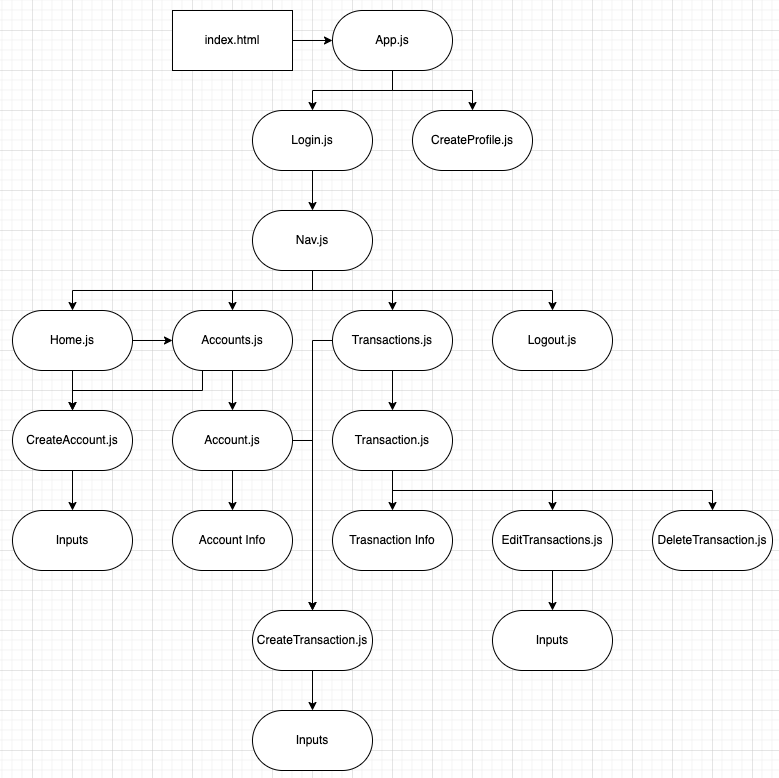 index.html
App.js
Login.js
CreateProfile.js
Nav.js
Home.js
Accounts.js
Transactions.js
Logout.js
CreateAccount.js
Account.js
Transaction.js
Inputs
Account Info
Trasnaction Info
EditTransactions.js
DeleteTransaction.js
CreateTransaction.js
Inputs
Inputs